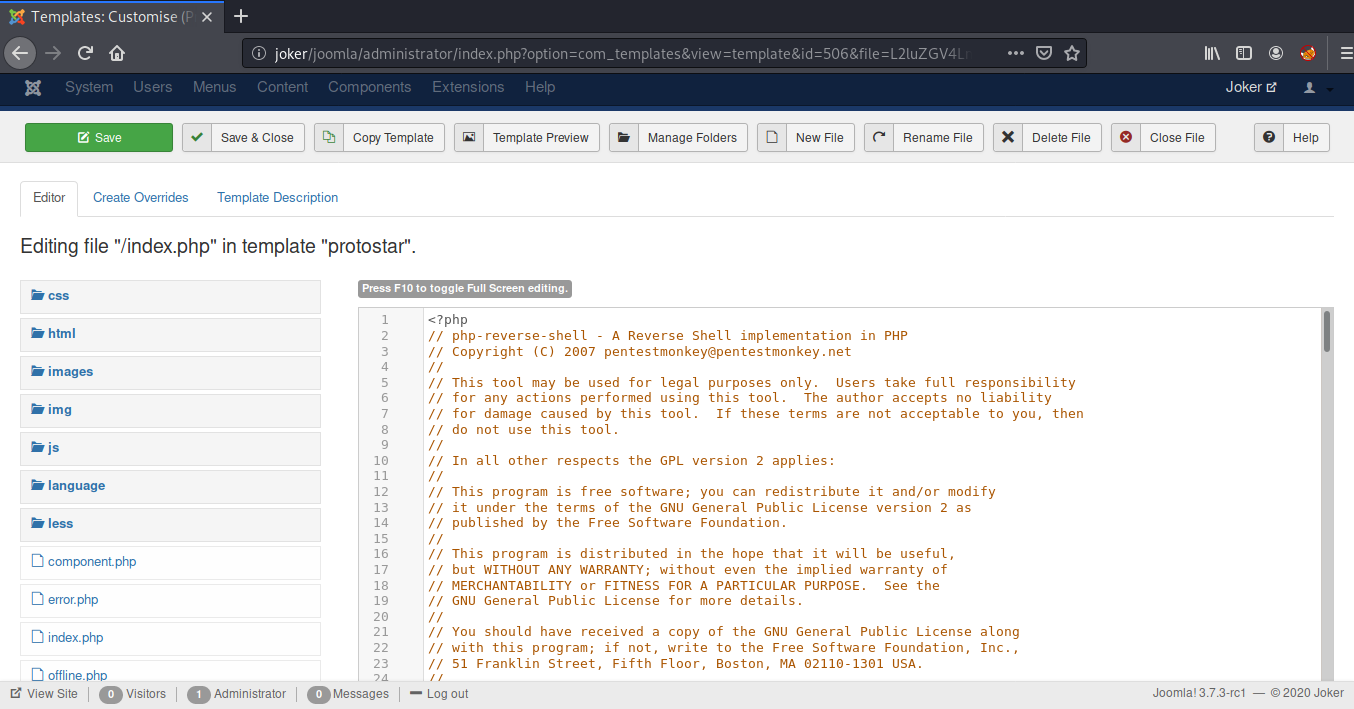 Templates: Customise (P
joker/joomla/administrator/index.php?option=com_templates&view=template&id=506&file=L2luZGV4Ln
System Users Menus Content Components Extensions Help Joker
Save Save & Close Copy Template Template Preview Manage Folders New File Rename File Delete File Close File Help
Editor Create Overrides Template Description
Editing file "/index.php" in template "protostar".
css
html
images
img
js
language
less
component.php
error.php
index.php
offline.php
Press F10 to toggle Full Screen editing.
1 <?php
2 // php-reverse-shell - A Reverse Shell implementation in PHP
3 // Copyright (C) 2007 pentestmonkey@pentestmonkey.net
4 //
5 // This tool may be used for legal purposes only.  Users take full responsibility
6 // for any actions performed using this tool.  The author accepts no liability
7 // for damage caused by this tool.  If these terms are not acceptable to you, then
8 // do not use this tool.
9 //
10 // In all other respects the GPL version 2 applies:
11 //
12 // This program is free software; you can redistribute it and/or modify
13 // it under the terms of the GNU General Public License version 2 as
14 // published by the Free Software Foundation.
15 //
16 // This program is distributed in the hope that it will be useful,
17 // but WITHOUT ANY WARRANTY; without even the implied warranty of
18 // MERCHANTABILITY or FITNESS FOR A PARTICULAR PURPOSE.  See the
19 // GNU General Public License for more details.
20 //
21 // You should have received a copy of the GNU General Public License along
22 // with this program; if not, write to the Free Software Foundation, Inc.,
23 // 51 Franklin Street, Fifth Floor, Boston, MA 02110-1301 USA.
24 //
View Site 0 Visitors 1 Administrator 0 Messages Log out Joomla! 3.7.3-rc1 — © 2020 Joker